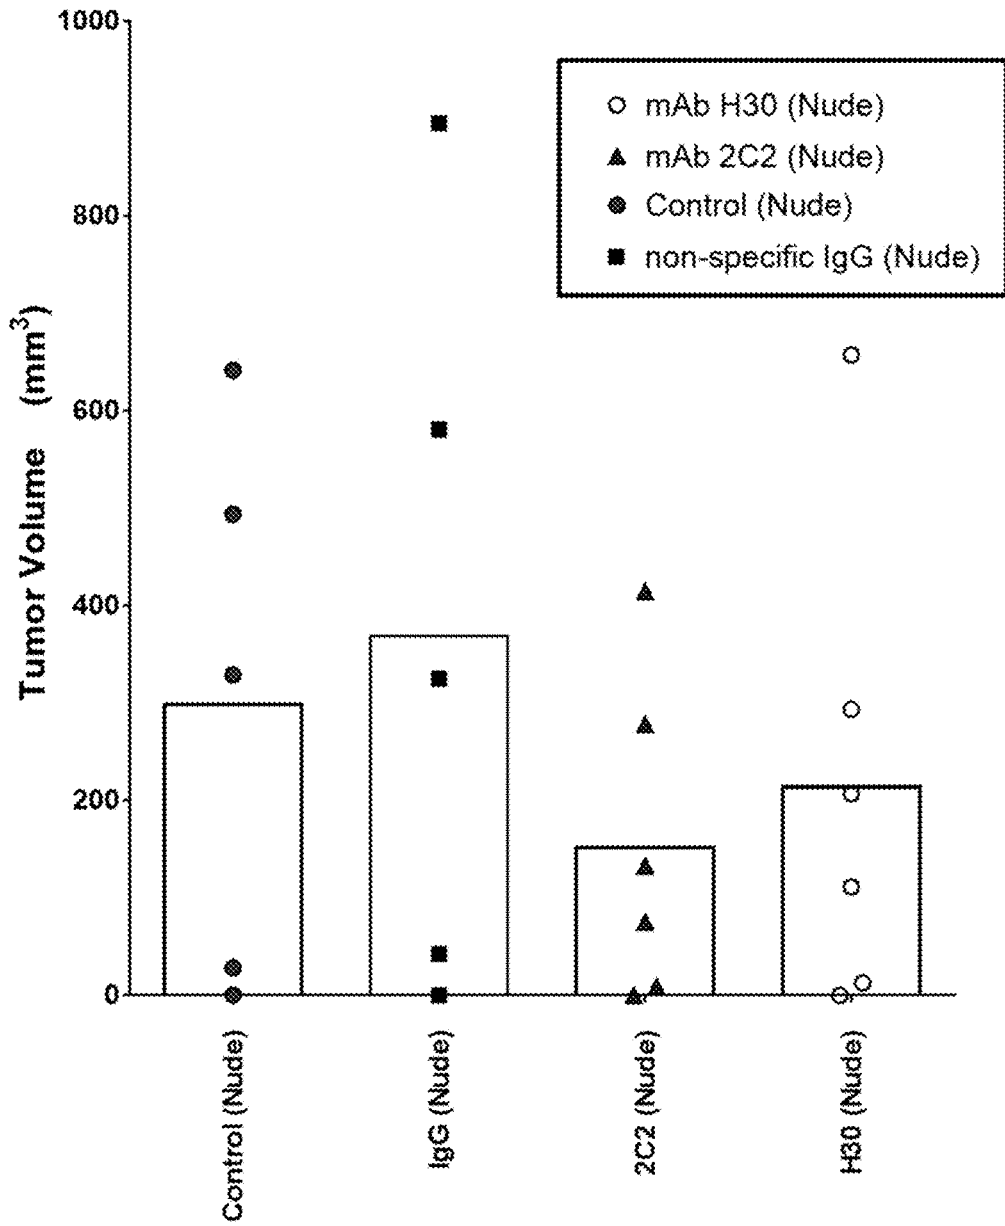 1000
800
600
400
200
0
Tumor Volume (mm³)
mAb H30 (Nude)
mAb 2C2 (Nude)
Control (Nude)
non-specific IgG (Nude)
Control (Nude)
IgG (Nude)
2C2 (Nude)
H30 (Nude)